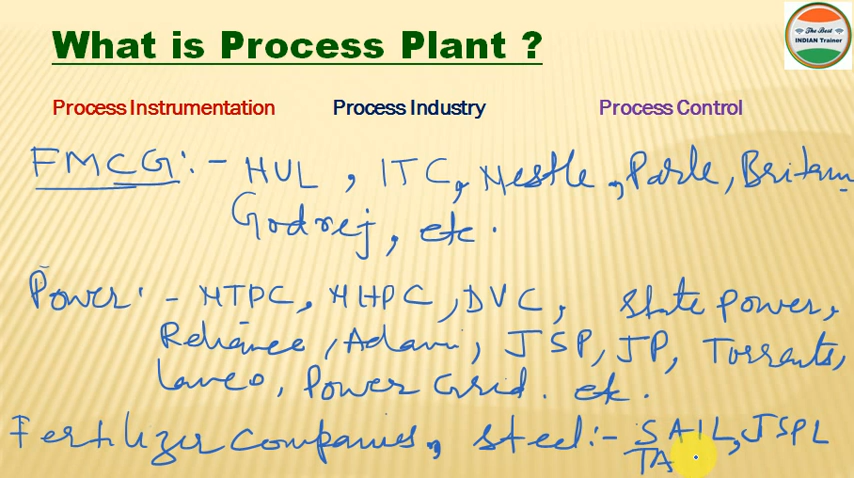 What is Process Plant ?
The Best
INDIAN Trainer
Process Instrumentation Process Industry Process Control
FMCG:- HUL, ITC, Nestle, Parle, Britann
Godrej, etc.
Power:- NTPC, NHPC, DVC, State power,
Reliance, Adani, JSP, JP, Torrents,
Lanco, Power Grid. etc.
Fertilizer Companies, Steel:- SAIL, JSPL
TA